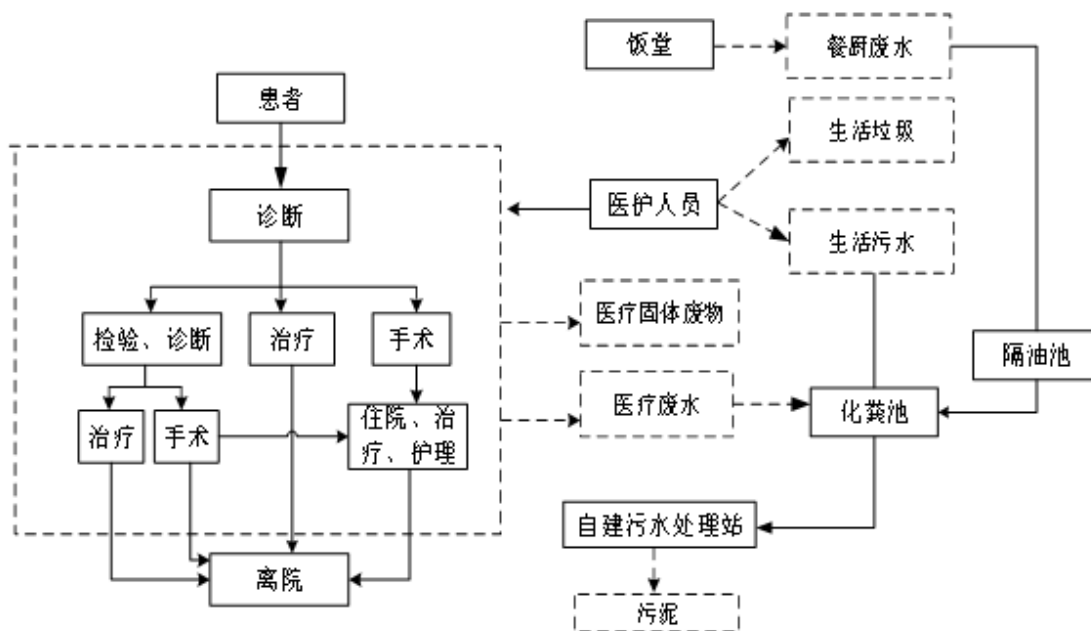 饭堂
餐厨废水
患者
生活垃圾
医护人员
诊断
生活污水
医疗固体废物
检验、诊断
治疗
手术
隔油池
医疗废水
化粪池
治疗
手术
住院、治
疗、护理
自建污水处理站
离院
污泥